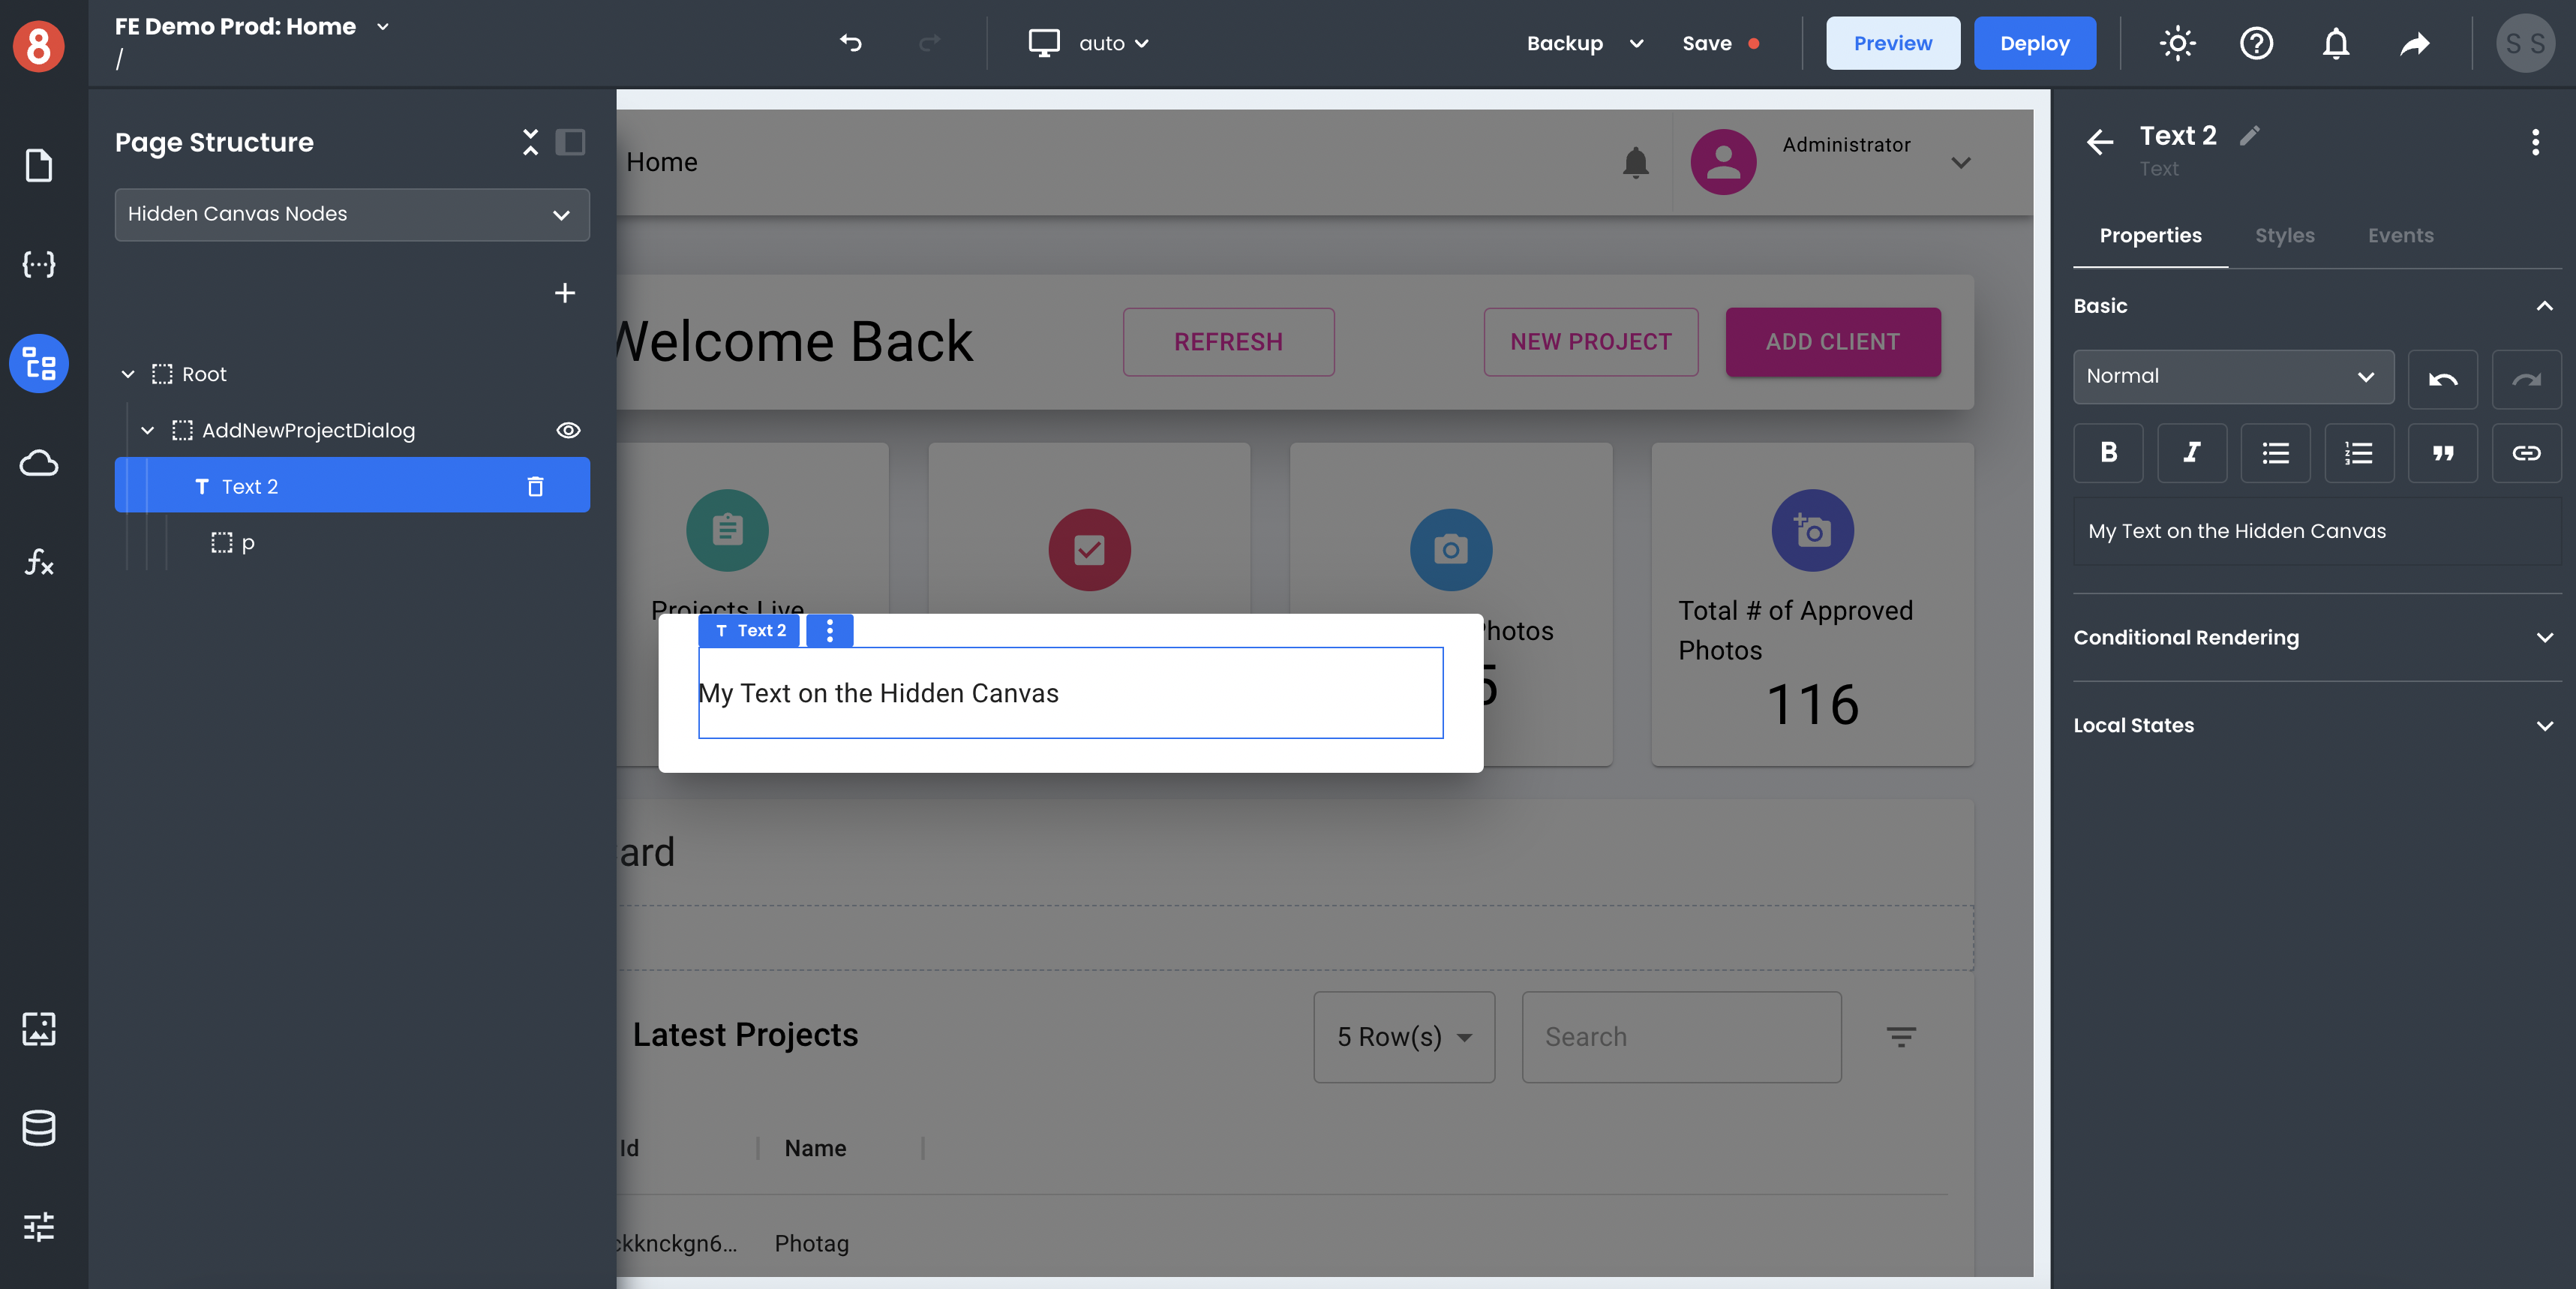 8
FE Demo Prod: Home
/
auto
Backup
Save
Preview
Deploy
S S
Page Structure
Hidden Canvas Nodes
Root
AddNewProjectDialog
T Text 2
p
Home
Administrator
Welcome Back
REFRESH
NEW PROJECT
ADD CLIENT
Projects Live
Photos
5
Total # of Approved
Photos
116
T Text 2
My Text on the Hidden Canvas
ard
Latest Projects
5 Row(s)
Search
Id
Name
ckknckgn6...
Photag
Text 2
Text
Properties
Styles
Events
Basic
Normal
B
I
My Text on the Hidden Canvas
Conditional Rendering
Local States